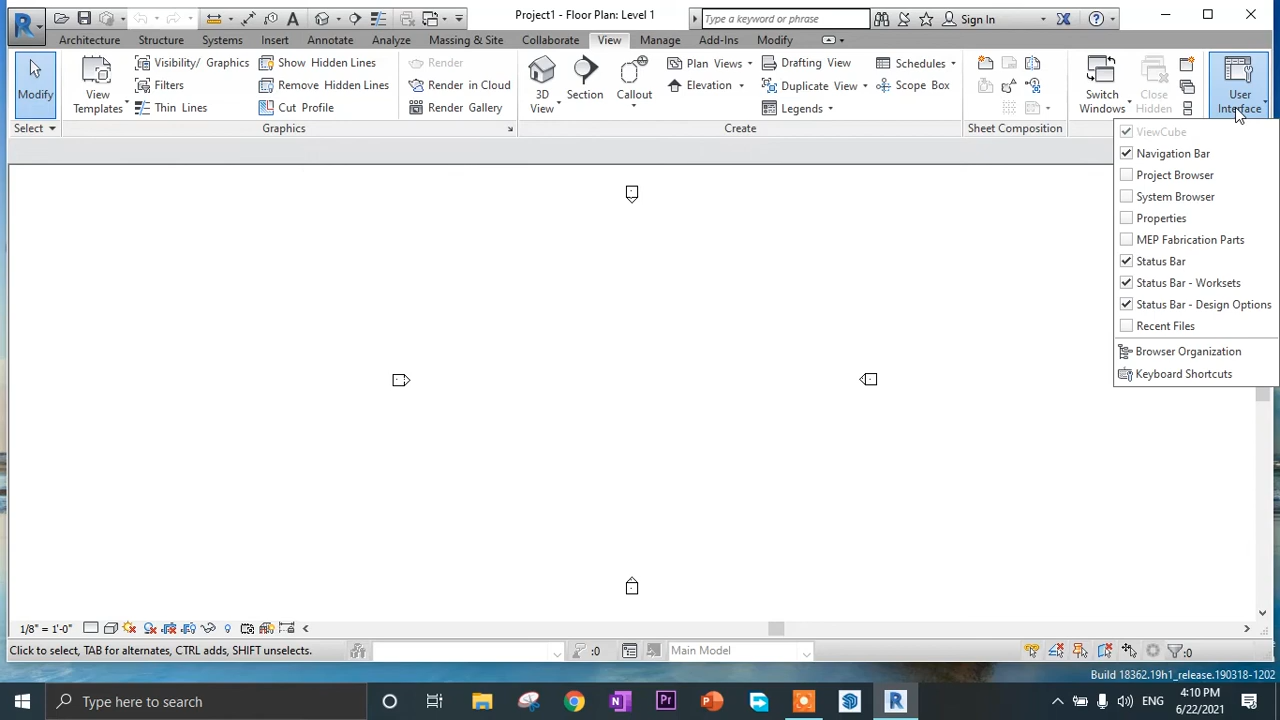 Project1 - Floor Plan: Level 1
Type a keyword or phrase
Sign In
Architecture Structure Systems Insert Annotate Analyze Massing & Site Collaborate View Manage Add-Ins Modify
Modify
View
Templates
Visibility/ Graphics
Filters
Thin Lines
Show Hidden Lines
Remove Hidden Lines
Cut Profile
Render
Render in Cloud
Render Gallery
3D
View
Section
Callout
Plan Views
Elevation
Drafting View
Duplicate View
Legends
Schedules
Scope Box
Switch
Windows
Close
Hidden
User
Interface
Select
Graphics
Create
Sheet Composition
ViewCube
Navigation Bar
Project Browser
System Browser
Properties
MEP Fabrication Parts
Status Bar
Status Bar - Worksets
Status Bar - Design Options
Recent Files
Browser Organization
Keyboard Shortcuts
1/8" = 1'-0"
Click to select, TAB for alternates, CTRL adds, SHIFT unselects.
:0
Main Model
:0
Build 18362.19h1_release.190318-1202
Type here to search
ENG
4:10 PM
6/22/2021